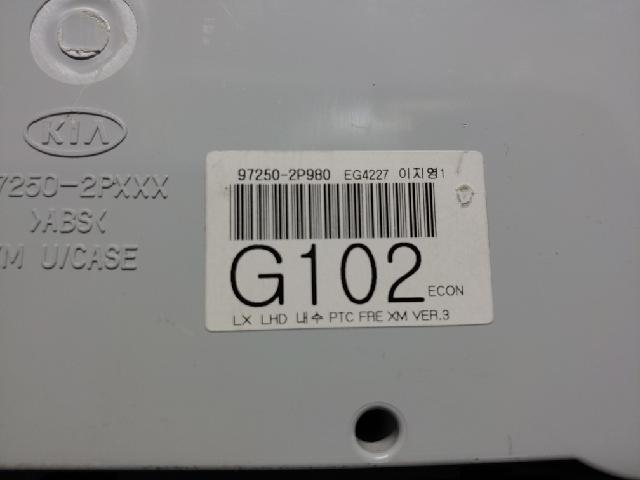 KIA
7250-2PXXX
>ABS<
M U/CASE
97250-2P980 EG4227 이지영1
G102 ECON
LX LHD 내수 PTC FRE XM VER.3